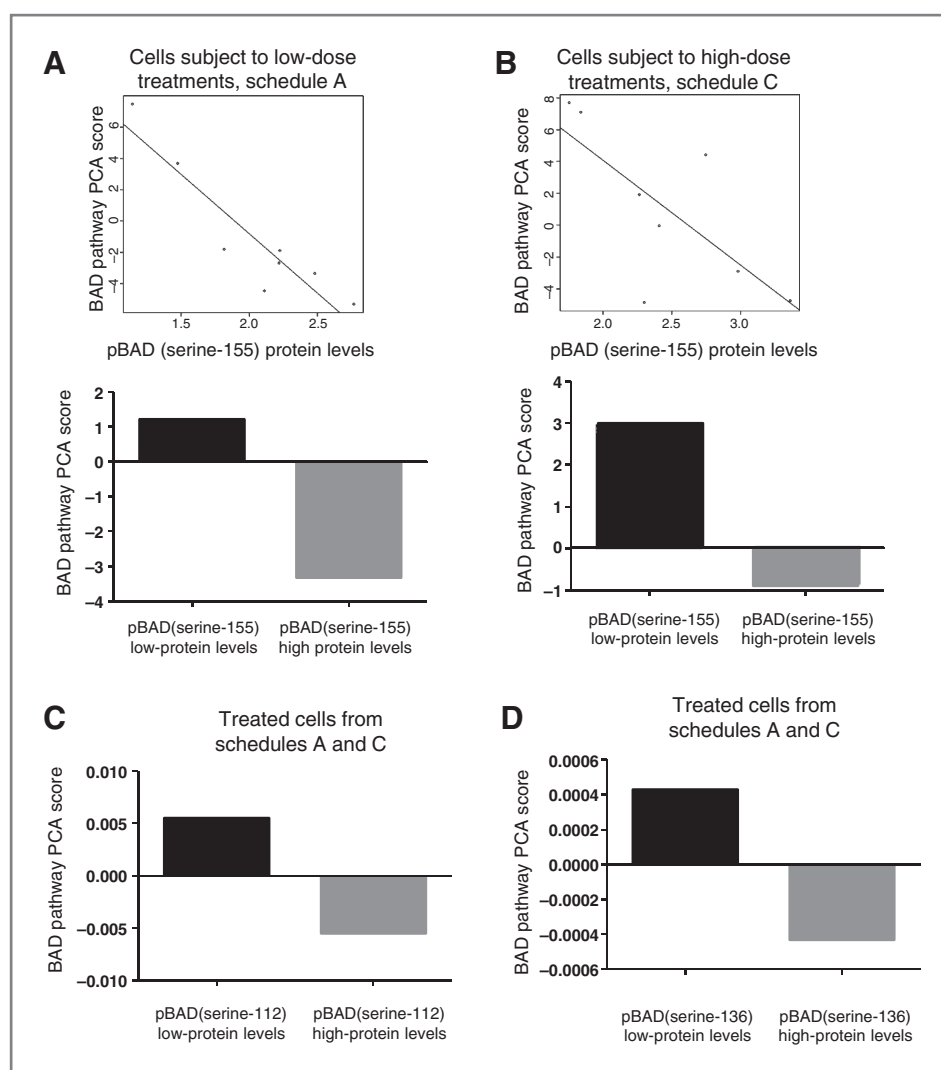 A
Cells subject to low-dose
treatments, schedule A
BAD pathway PCA score
6
4
2
0
−2
−4
1.5
2.0
2.5
pBAD (serine-155) protein levels
BAD pathway PCA score
2
1
0
−1
−2
−3
−4
pBAD(serine-155)
low-protein levels
pBAD(serine-155)
high protein levels
B
Cells subject to high-dose
treatments, schedule C
BAD pathway PCA score
8
6
4
2
0
−2
−4
2.0
2.5
3.0
pBAD (serine-155) protein levels
BAD pathway PCA score
4
3
2
1
0
−1
pBAD(serine-155)
low-protein levels
pBAD(serine-155)
high-protein levels
C
Treated cells from
schedules A and C
BAD pathway PCA score
0.010
0.005
0.000
−0.005
−0.010
pBAD(serine-112)
low-protein levels
pBAD(serine-112)
high-protein levels
D
Treated cells from
schedules A and C
BAD pathway PCA score
0.0006
0.0004
0.0002
0.0000
−0.0002
−0.0004
−0.0006
pBAD(serine-136)
low-protein levels
pBAD(serine-136)
high-protein levels